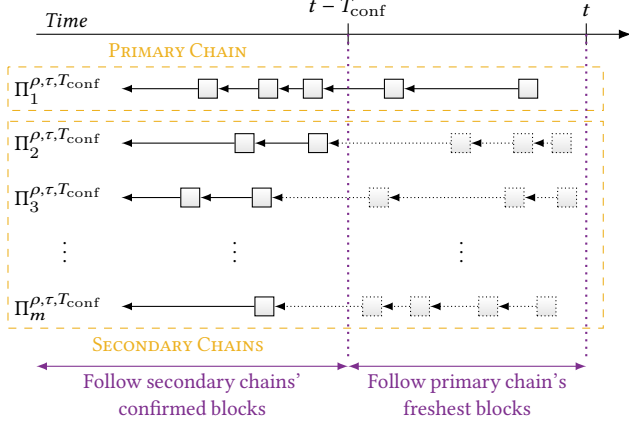 t − T_conf
t
Time
PRIMARY CHAIN
Π_1^{ρ,τ,T_conf}
Π_2^{ρ,τ,T_conf}
Π_3^{ρ,τ,T_conf}
⋮ ⋮ ⋮
Π_m^{ρ,τ,T_conf}
SECONDARY CHAINS
Follow secondary chains’
confirmed blocks
Follow primary chain’s
freshest blocks